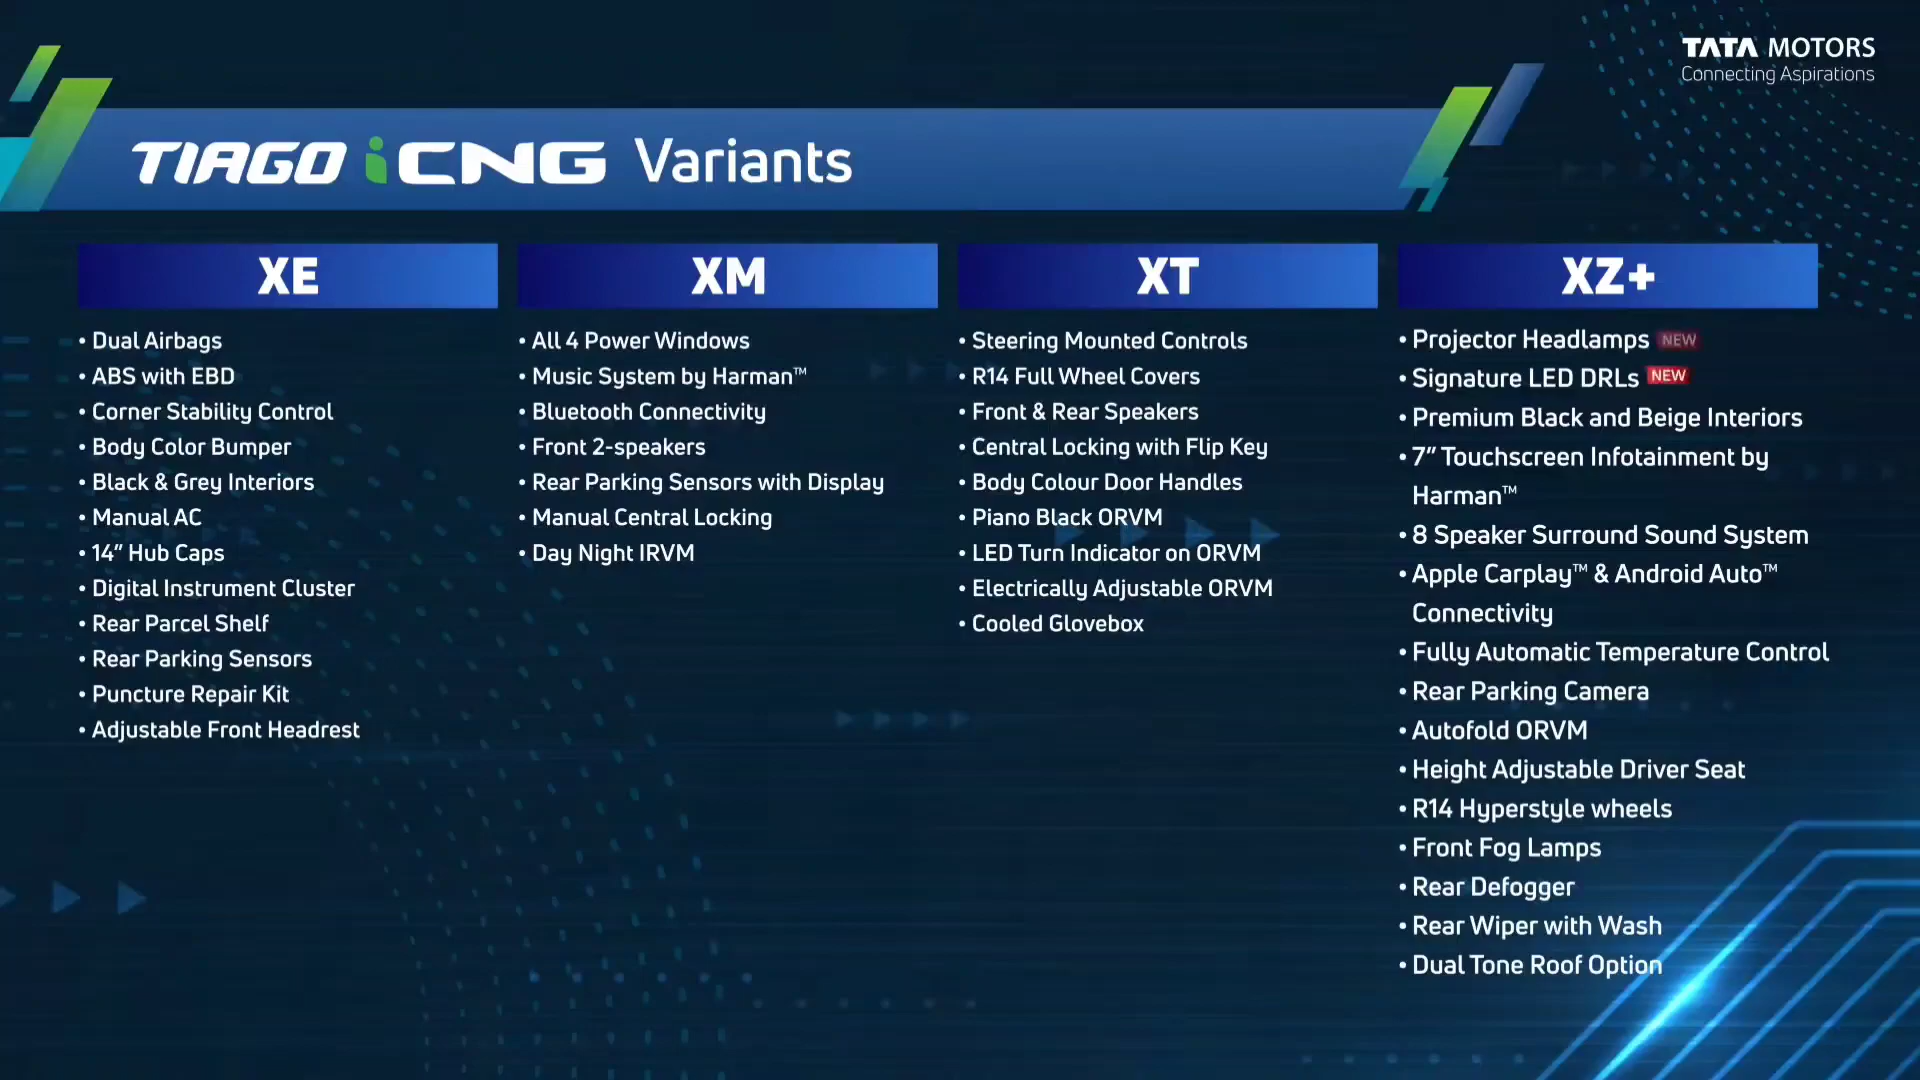 TATA MOTORS
Connecting Aspirations
TIAGO iCNG Variants
XE
• Dual Airbags
• ABS with EBD
• Corner Stability Control
• Body Color Bumper
• Black & Grey Interiors
• Manual AC
• 14” Hub Caps
• Digital Instrument Cluster
• Rear Parcel Shelf
• Rear Parking Sensors
• Puncture Repair Kit
• Adjustable Front Headrest
XM
• All 4 Power Windows
• Music System by Harman™
• Bluetooth Connectivity
• Front 2-speakers
• Rear Parking Sensors with Display
• Manual Central Locking
• Day Night IRVM
XT
• Steering Mounted Controls
• R14 Full Wheel Covers
• Front & Rear Speakers
• Central Locking with Flip Key
• Body Colour Door Handles
• Piano Black ORVM
• LED Turn Indicator on ORVM
• Electrically Adjustable ORVM
• Cooled Glovebox
XZ+
• Projector Headlamps NEW
• Signature LED DRLs NEW
• Premium Black and Beige Interiors
• 7” Touchscreen Infotainment by
Harman™
• 8 Speaker Surround Sound System
• Apple Carplay™ & Android Auto™
Connectivity
• Fully Automatic Temperature Control
• Rear Parking Camera
• Autofold ORVM
• Height Adjustable Driver Seat
• R14 Hyperstyle wheels
• Front Fog Lamps
• Rear Defogger
• Rear Wiper with Wash
• Dual Tone Roof Option